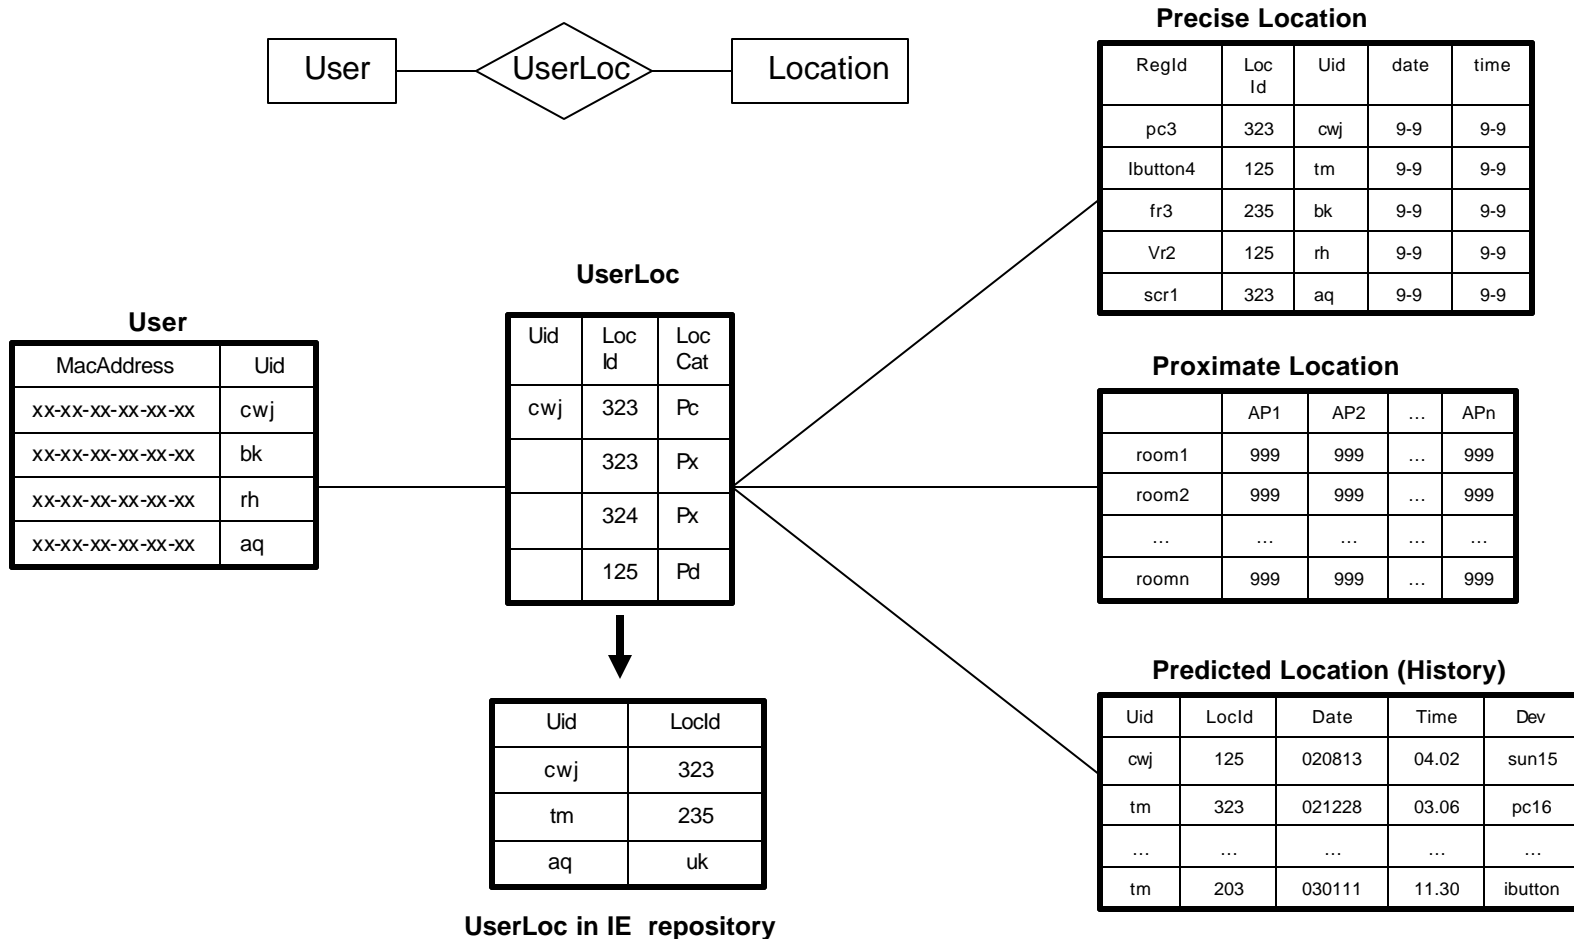 User UserLoc Location
Precise Location
RegId Loc Id Uid date time
pc3 323 cwj 9-9 9-9
Ibutton4 125 tm 9-9 9-9
fr3 235 bk 9-9 9-9
Vr2 125 rh 9-9 9-9
scr1 323 aq 9-9 9-9
User
MacAddress Uid
xx-xx-xx-xx-xx-xx cwj
xx-xx-xx-xx-xx-xx bk
xx-xx-xx-xx-xx-xx rh
xx-xx-xx-xx-xx-xx aq
UserLoc
Uid Loc Id Loc Cat
cwj 323 Pc
323 Px
324 Px
125 Pd
Proximate Location
AP1 AP2 … APn
room1 999 999 … 999
room2 999 999 … 999
… … … … …
roomn 999 999 … 999
Uid LocId
cwj 323
tm 235
aq uk
UserLoc in IE repository
Predicted Location (History)
Uid LocId Date Time Dev
cwj 125 020813 04.02 sun15
tm 323 021228 03.06 pc16
… … … … …
tm 203 030111 11.30 ibutton